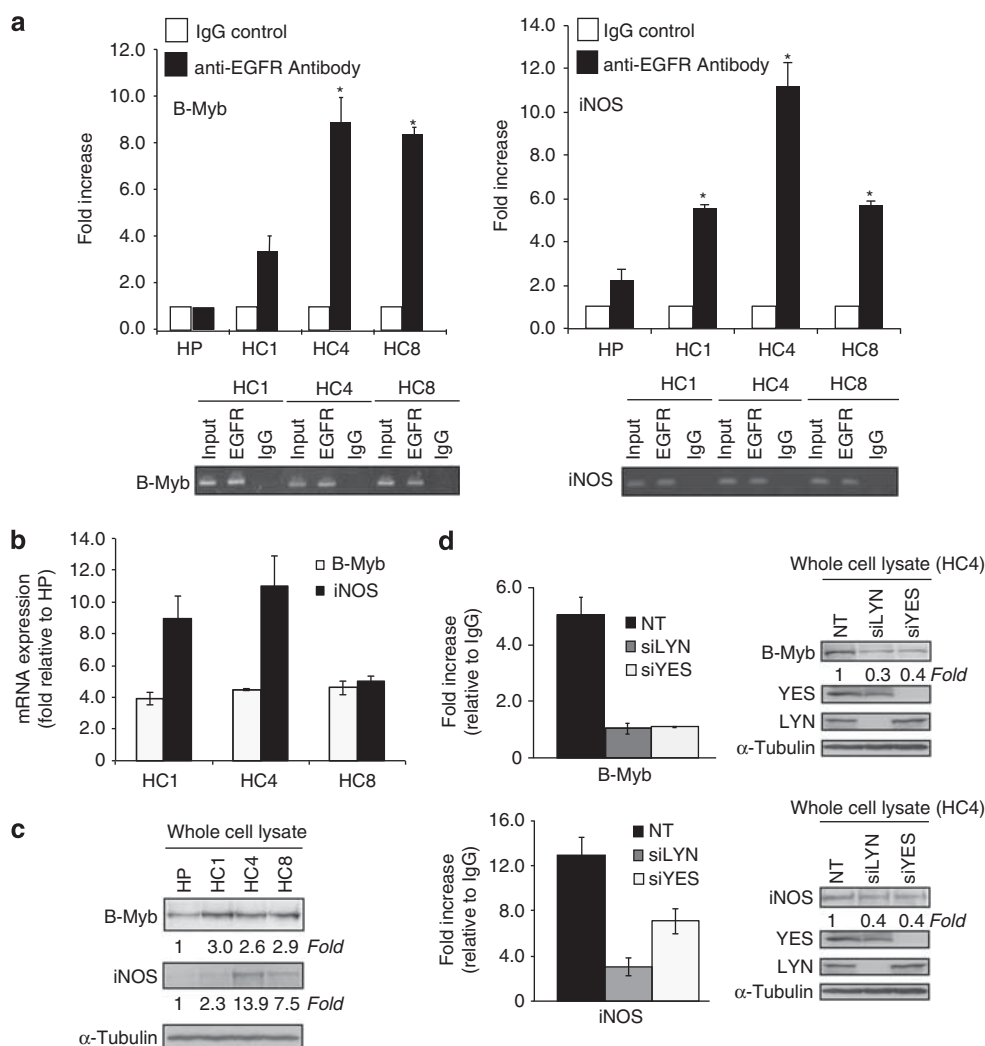 a
IgG control
anti-EGFR Antibody
B-Myb
Fold increase
12.0
10.0
8.0
6.0
4.0
2.0
0.0
*
*
HP HC1 HC4 HC8
HC1 HC4 HC8
Input EGFR IgG Input EGFR IgG Input EGFR IgG
B-Myb
IgG control
anti-EGFR Antibody
iNOS
Fold increase
14.0
12.0
10.0
8.0
6.0
4.0
2.0
0.0
*
*
*
HP HC1 HC4 HC8
HC1 HC4 HC8
Input EGFR IgG Input EGFR IgG Input EGFR IgG
iNOS
b
mRNA expression
(fold relative to HP)
14.0
12.0
10.0
8.0
6.0
4.0
2.0
0
B-Myb
iNOS
HC1 HC4 HC8
c
Whole cell lysate
HP HC1 HC4 HC8
B-Myb
1 3.0 2.6 2.9 Fold
iNOS
1 2.3 13.9 7.5 Fold
α-Tubulin
d
Fold increase
(relative to IgG)
6.0
4.0
2.0
0
NT
siLYN
siYES
B-Myb
Whole cell lysate (HC4)
NT siLYN siYES
B-Myb
1 0.3 0.4 Fold
YES
LYN
α-Tubulin
Fold increase
(relative to IgG)
16.0
12.0
8.0
4.0
0
NT
siLYN
siYES
iNOS
Whole cell lysate (HC4)
NT siLYN siYES
iNOS
1 0.4 0.4 Fold
YES
LYN
α-Tubulin